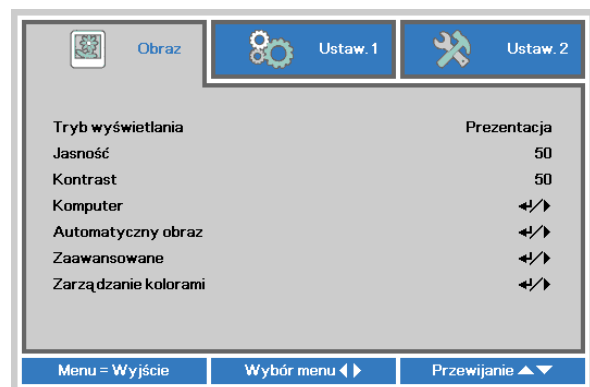 Obraz Ustaw. 1 Ustaw. 2
Tryb wyświetlania Prezentacja
Jasność 50
Kontrast 50
Komputer ↵/▶
Automatyczny obraz ↵/▶
Zaawansowane ↵/▶
Zarządzanie kolorami ↵/▶
Menu = Wyjście Wybór menu ◀▶ Przewijanie ▲▼